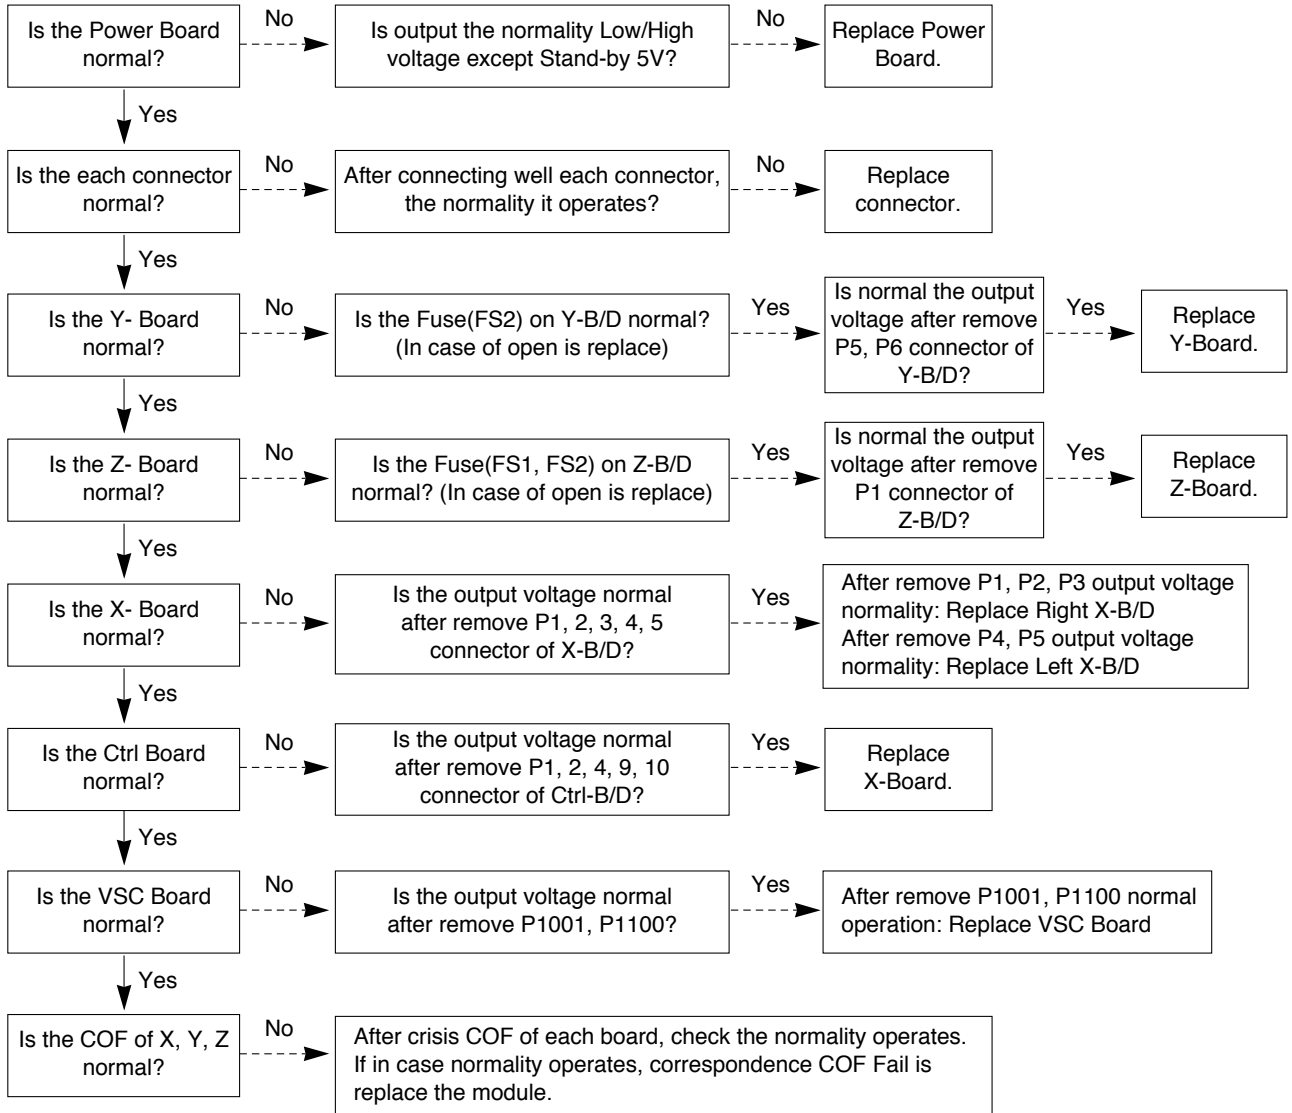 Is the Power Board
normal?
No
Is output the normality Low/High
voltage except Stand-by 5V?
No
Replace Power
Board.
Yes
Is the each connector
normal?
No
After connecting well each connector,
the normality it operates?
No
Replace
connector.
Yes
Is the Y- Board
normal?
No
Is the Fuse(FS2) on Y-B/D normal?
(In case of open is replace)
Yes
Is normal the output
voltage after remove
P5, P6 connector of
Y-B/D?
Yes
Replace
Y-Board.
Yes
Is the Z- Board
normal?
No
Is the Fuse(FS1, FS2) on Z-B/D
normal? (In case of open is replace)
Yes
Is normal the output
voltage after remove
P1 connector of
Z-B/D?
Yes
Replace
Z-Board.
Yes
Is the X- Board
normal?
No
Is the output voltage normal
after remove P1, 2, 3, 4, 5
connector of X-B/D?
Yes
After remove P1, P2, P3 output voltage
normality: Replace Right X-B/D
After remove P4, P5 output voltage
normality: Replace Left X-B/D
Yes
Is the Ctrl Board
normal?
No
Is the output voltage normal
after remove P1, 2, 4, 9, 10
connector of Ctrl-B/D?
Yes
Replace
X-Board.
Yes
Is the VSC Board
normal?
No
Is the output voltage normal
after remove P1001, P1100?
Yes
After remove P1001, P1100 normal
operation: Replace VSC Board
Yes
Is the COF of X, Y, Z
normal?
No
After crisis COF of each board, check the normality operates.
If in case normality operates, correspondence COF Fail is
replace the module.